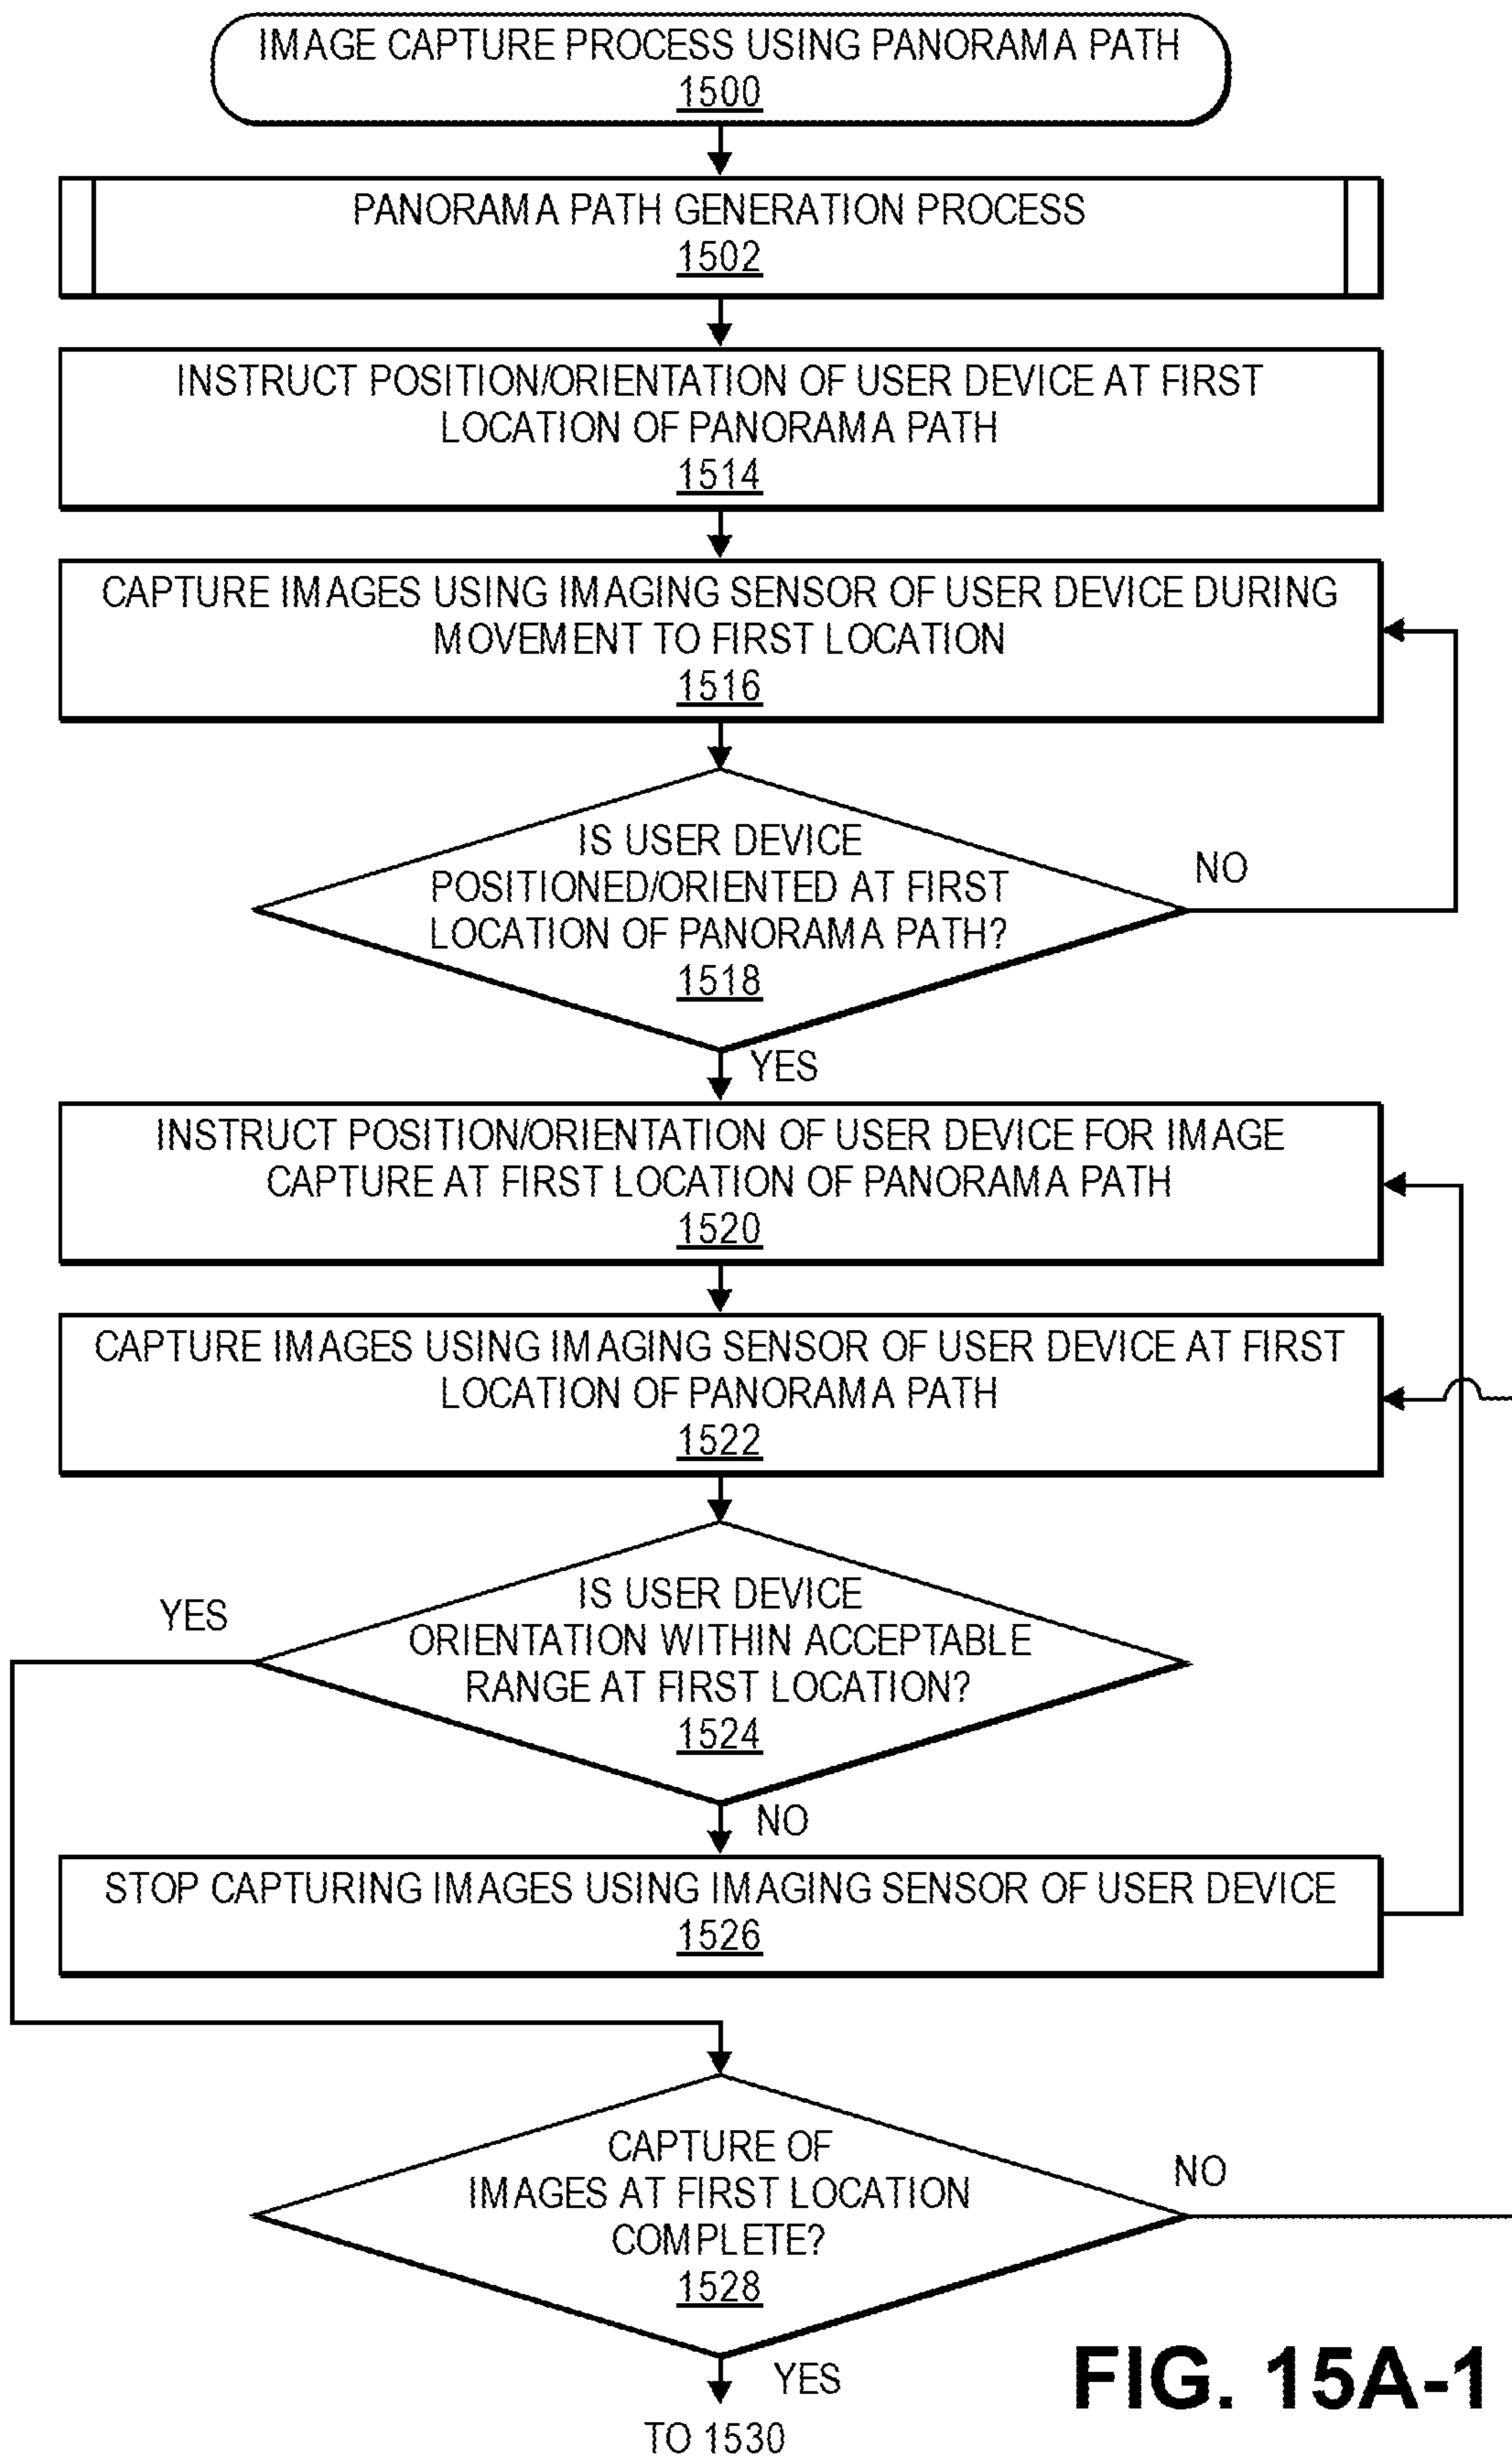 IMAGE CAPTURE PROCESS USING PANORAMA PATH
1500
PANORAMA PATH GENERATION PROCESS
1502
INSTRUCT POSITION/ORIENTATION OF USER DEVICE AT FIRST
LOCATION OF PANORAMA PATH
1514
CAPTURE IMAGES USING IMAGING SENSOR OF USER DEVICE DURING
MOVEMENT TO FIRST LOCATION
1516
IS USER DEVICE
POSITIONED/ORIENTED AT FIRST
LOCATION OF PANORAMA PATH?
1518
NO
YES
INSTRUCT POSITION/ORIENTATION OF USER DEVICE FOR IMAGE
CAPTURE AT FIRST LOCATION OF PANORAMA PATH
1520
CAPTURE IMAGES USING IMAGING SENSOR OF USER DEVICE AT FIRST
LOCATION OF PANORAMA PATH
1522
IS USER DEVICE
ORIENTATION WITHIN ACCEPTABLE
RANGE AT FIRST LOCATION?
1524
YES
NO
STOP CAPTURING IMAGES USING IMAGING SENSOR OF USER DEVICE
1526
CAPTURE OF
IMAGES AT FIRST LOCATION
COMPLETE?
1528
NO
YES
TO 1530
FIG. 15A-1